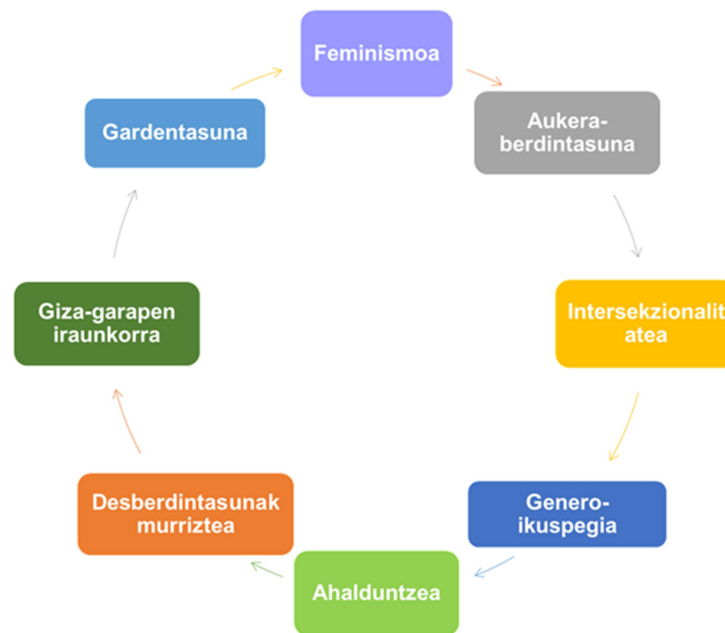 Feminismoa
Aukera-
berdintasuna
Intersekzionalit
atea
Genero-
ikuspegia
Ahalduntzea
Desberdintasunak
murriztea
Giza-garapen
iraunkorra
Gardentasuna